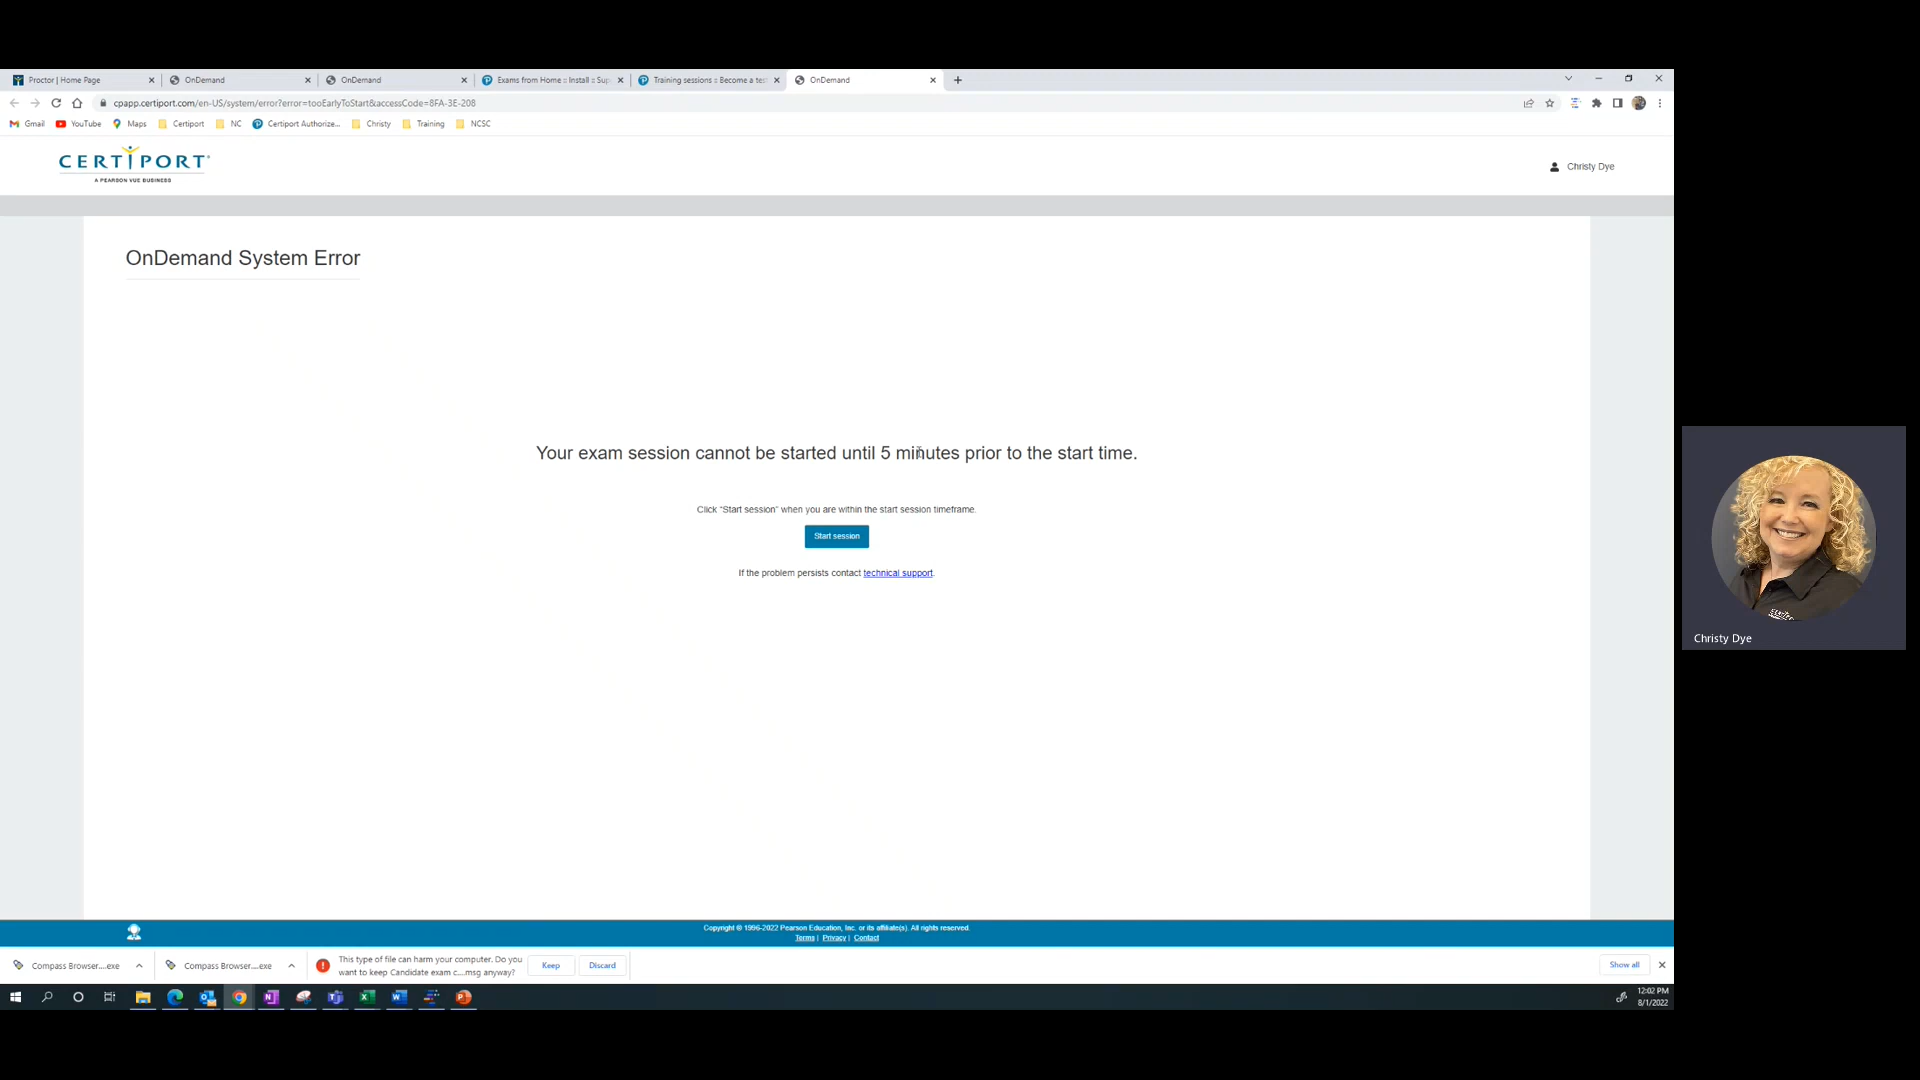 Proctor | Home Page
OnDemand
OnDemand
Exams from Home :: Install :: Sup
Training sessions :: Become a tes
OnDemand
cpapp.certiport.com/en-US/system/error?error=tooEarlyToStart&accessCode=8FA-3E-208
Gmail
YouTube
Maps
Certiport
NC
Certiport Authorize...
Christy
Training
NCSC
CERTIPORT
A PEARSON VUE BUSINESS
Christy Dye
OnDemand System Error
Your exam session cannot be started until 5 minutes prior to the start time.
Click "Start session" when you are within the start session timeframe.
Start session
If the problem persists contact technical support.
Christy Dye
Copyright © 1996-2022 Pearson Education, Inc. or its affiliate(s). All rights reserved.
Terms | Privacy | Contact
Compass Browser....exe
Compass Browser....exe
This type of file can harm your computer. Do you
want to keep Candidate exam c....msg anyway?
Keep
Discard
Show all
12:02 PM
8/1/2022